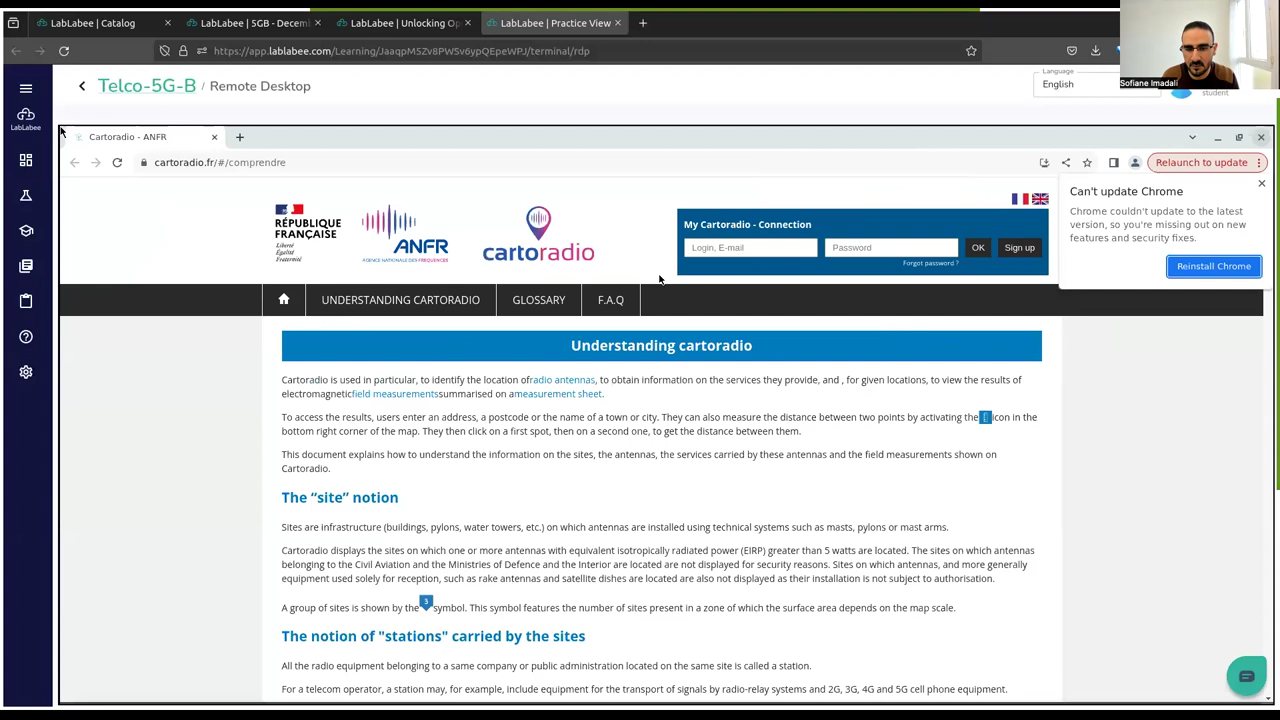 LabLabee | Catalog
LabLabee | 5GB - Decem
LabLabee | Unlocking Op
LabLabee | Practice View
https://app.lablabee.com/Learning/JaaqpMSZv8PWSv6ypQEpeWPJ/terminal/rdp
Sofiane Imadali
Telco-5G-B / Remote Desktop
Language
English
student
LabLabee
Cartoradio - ANFR
cartoradio.fr/#/comprendre
Relaunch to update
Can't update Chrome
Chrome couldn't update to the latest
version, so you're missing out on new
features and security fixes.
Reinstall Chrome
RÉPUBLIQUE
FRANÇAISE
Liberté
Égalité
Fraternité
ANFR
AGENCE NATIONALE DES FRÉQUENCES
cartoradio
My Cartoradio - Connection
Login, E-mail
Password
OK
Sign up
Forgot password ?
UNDERSTANDING CARTORADIO
GLOSSARY
F.A.Q
Understanding cartoradio
Cartoradio is used in particular, to identify the location ofradio antennas, to obtain information on the services they provide, and , for given locations, to view the results of
electromagneticfield measurementssummarised on ameasurement sheet.
To access the results, users enter an address, a postcode or the name of a town or city. They can also measure the distance between two points by activating the icon in the
bottom right corner of the map. They then click on a first spot, then on a second one, to get the distance between them.
This document explains how to understand the information on the sites, the antennas, the services carried by these antennas and the field measurements shown on
Cartoradio.
The “site” notion
Sites are infrastructure (buildings, pylons, water towers, etc.) on which antennas are installed using technical systems such as masts, pylons or mast arms.
Cartoradio displays the sites on which one or more antennas with equivalent isotropically radiated power (EIRP) greater than 5 watts are located. The sites on which antennas
belonging to the Civil Aviation and the Ministries of Defence and the Interior are located are not displayed for security reasons. Sites on which antennas, and more generally
equipment used solely for reception, such as rake antennas and satellite dishes are located are also not displayed as their installation is not subject to authorisation.
A group of sites is shown by the 3 symbol. This symbol features the number of sites present in a zone of which the surface area depends on the map scale.
The notion of "stations" carried by the sites
All the radio equipment belonging to a same company or public administration located on the same site is called a station.
For a telecom operator, a station may, for example, include equipment for the transport of signals by radio-relay systems and 2G, 3G, 4G and 5G cell phone equipment.